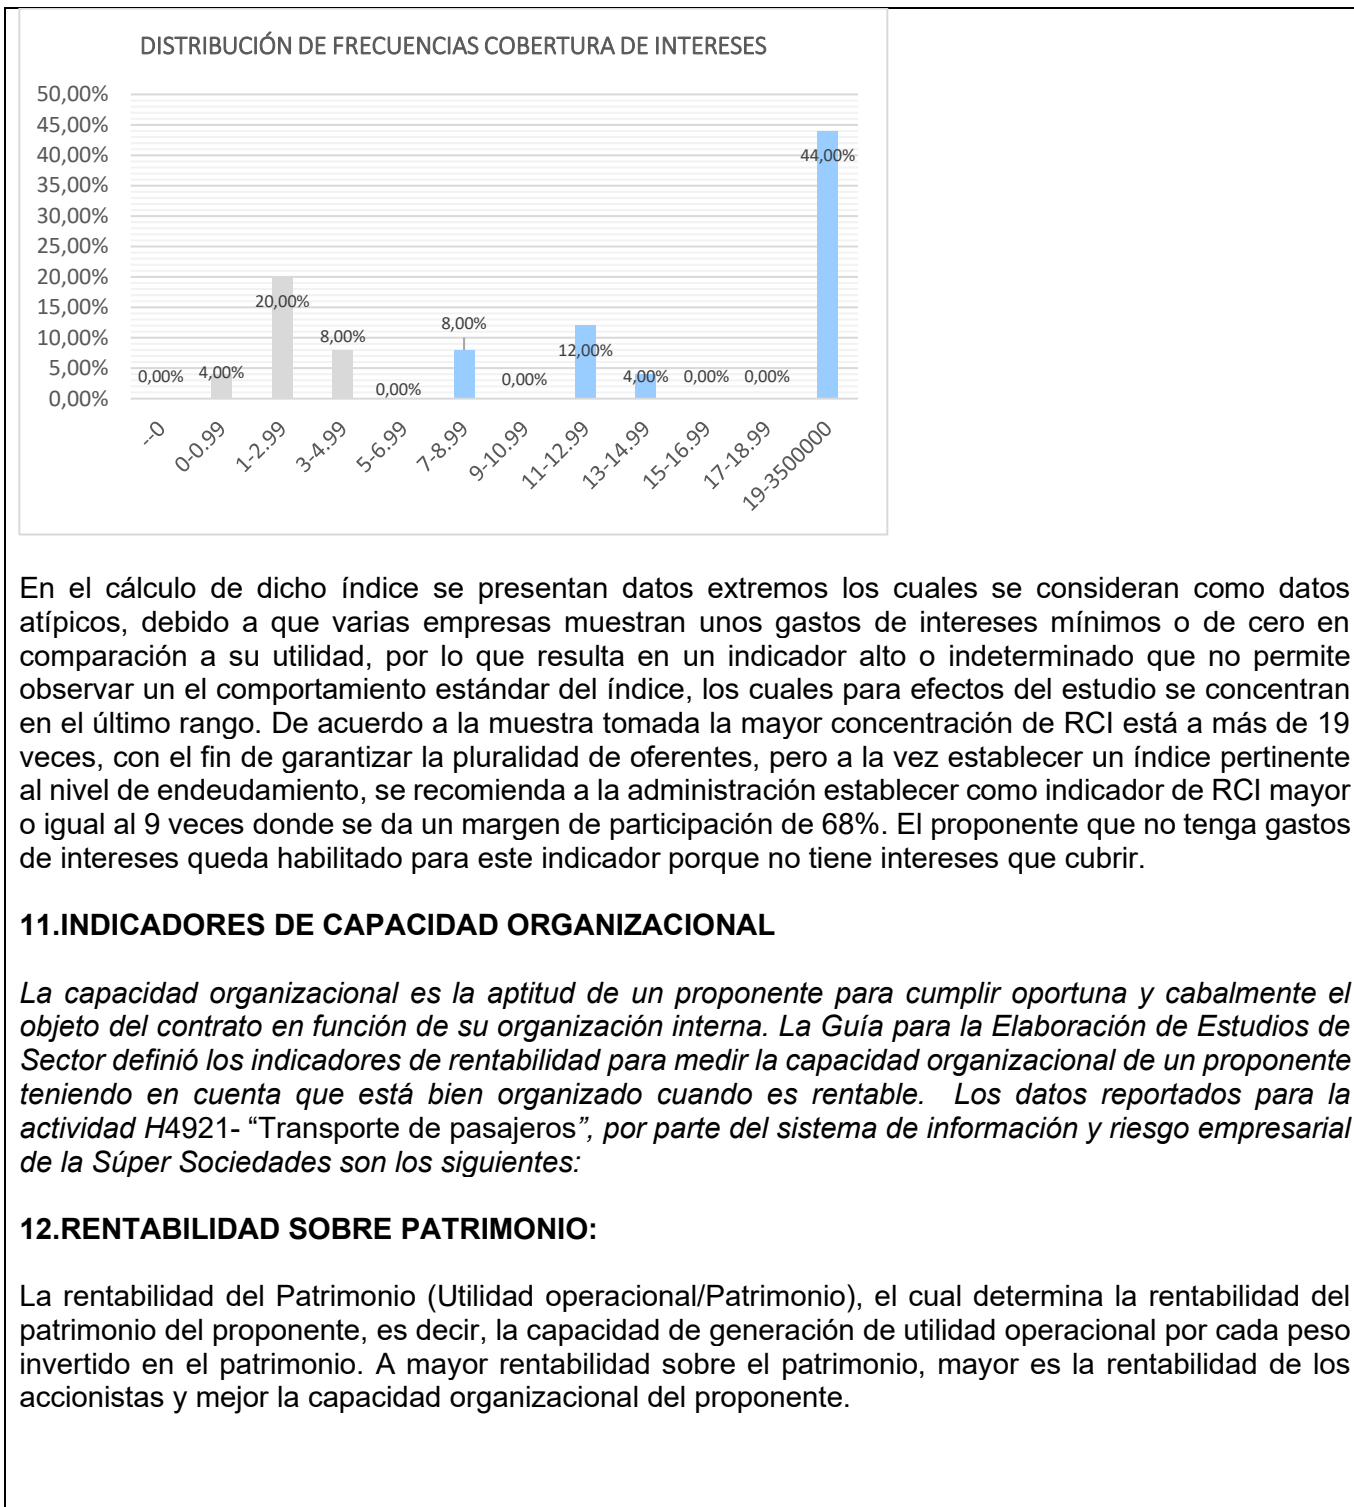 DISTRIBUCIÓN DE FRECUENCIAS COBERTURA DE INTERESES
50,00%
45,00%
40,00%
35,00%
30,00%
25,00%
20,00%
15,00%
10,00%
5,00%
0,00%
0,00%
4,00%
20,00%
8,00%
0,00%
8,00%
0,00%
12,00%
4,00%
0,00%
0,00%
44,00%
--0
0-0.99
1-2.99
3-4.99
5-6.99
7-8.99
9-10.99
11-12.99
13-14.99
15-16.99
17-18.99
19-3500000
En el cálculo de dicho índice se presentan datos extremos los cuales se consideran como datos
atípicos, debido a que varias empresas muestran unos gastos de intereses mínimos o de cero en
comparación a su utilidad, por lo que resulta en un indicador alto o indeterminado que no permite
observar un el comportamiento estándar del índice, los cuales para efectos del estudio se concentran
en el último rango. De acuerdo a la muestra tomada la mayor concentración de RCI está a más de 19
veces, con el fin de garantizar la pluralidad de oferentes, pero a la vez establecer un índice pertinente
al nivel de endeudamiento, se recomienda a la administración establecer como indicador de RCI mayor
o igual al 9 veces donde se da un margen de participación de 68%. El proponente que no tenga gastos
de intereses queda habilitado para este indicador porque no tiene intereses que cubrir.
11.INDICADORES DE CAPACIDAD ORGANIZACIONAL
La capacidad organizacional es la aptitud de un proponente para cumplir oportuna y cabalmente el
objeto del contrato en función de su organización interna. La Guía para la Elaboración de Estudios de
Sector definió los indicadores de rentabilidad para medir la capacidad organizacional de un proponente
teniendo en cuenta que está bien organizado cuando es rentable. Los datos reportados para la
actividad H4921- “Transporte de pasajeros”, por parte del sistema de información y riesgo empresarial
de la Súper Sociedades son los siguientes:
12.RENTABILIDAD SOBRE PATRIMONIO:
La rentabilidad del Patrimonio (Utilidad operacional/Patrimonio), el cual determina la rentabilidad del
patrimonio del proponente, es decir, la capacidad de generación de utilidad operacional por cada peso
invertido en el patrimonio. A mayor rentabilidad sobre el patrimonio, mayor es la rentabilidad de los
accionistas y mejor la capacidad organizacional del proponente.